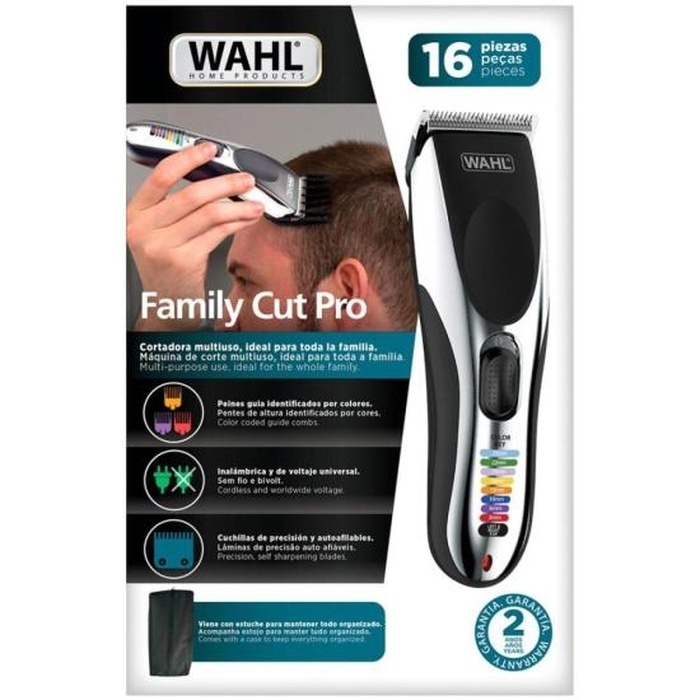 WAHL
HOME PRODUCTS
16 piezas
peças
pieces
WAHL
Family Cut Pro
Cortadora multiuso, ideal para toda la familia.
Máquina de corte multiuso, ideal para toda a família.
Multi-purpose use, ideal for the whole family.
Peines guia identificados por colores.
Pentes de altura identificados por cores.
Color coded guide combs.
Inalámbrica y de voltaje universal.
Sem fio e bivolt.
Cordless and worldwide voltage.
Cuchillas de precisión y autoafilables.
Lâminas de precisão auto afiáveis.
Precision, self sharpening blades.
COLOR
KEY
Viene con estuche para mantener todo organizado.
Acompanha estojo para manter tudo organizado.
Comes with a case to keep everything organized.
GARANTIA. GARANTÍA. GARANTIA.
2
ANOS
AÑOS
YEARS